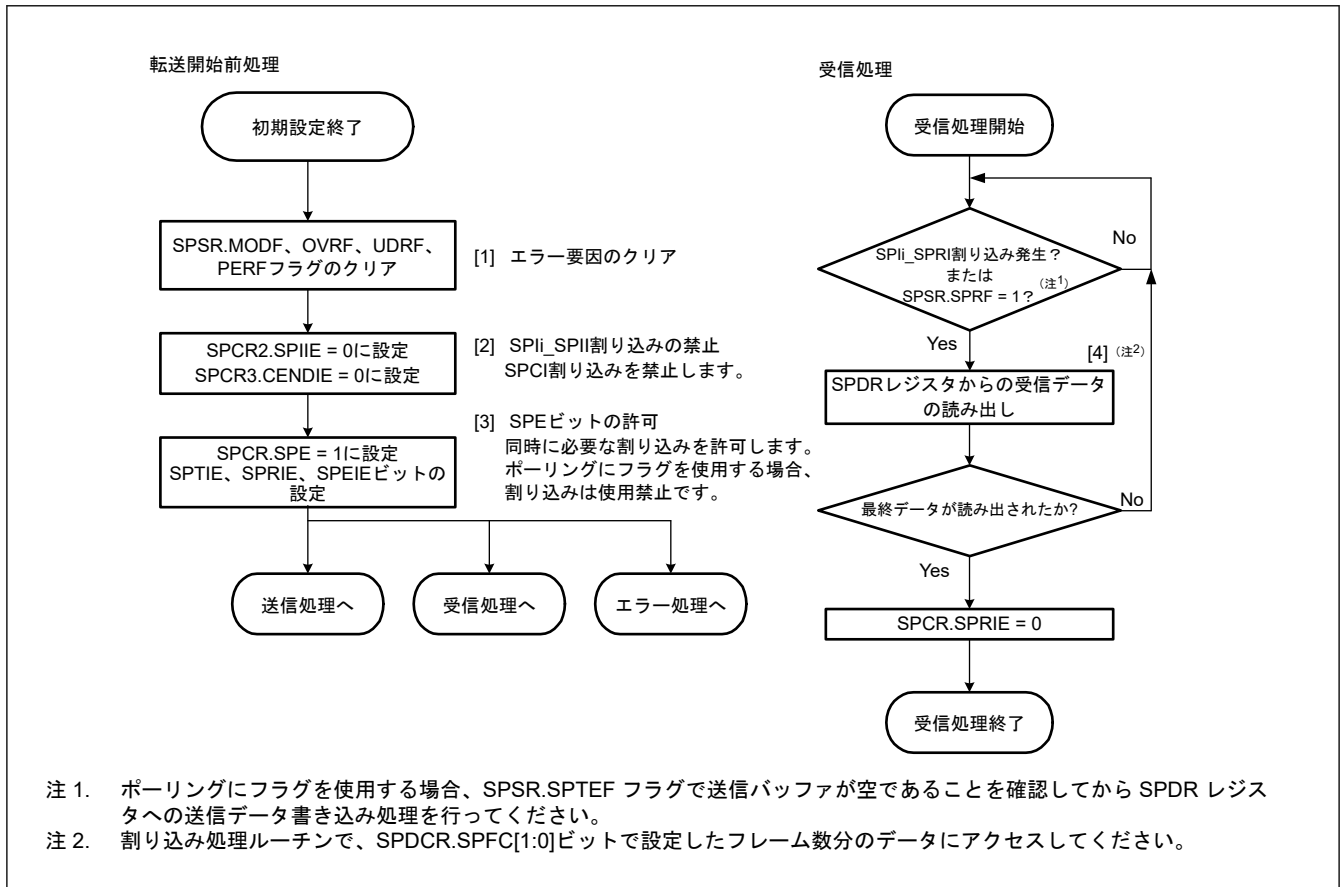 転送開始前処理
初期設定終了
SPSR.MODF、OVRF、UDRF、
PERFフラグのクリア
[1] エラー要因のクリア
SPCR2.SPIIE = 0に設定
SPCR3.CENDIE = 0に設定
[2] SPIi_SPII割り込みの禁止
SPCI割り込みを禁止します。
SPCR.SPE = 1に設定
SPTIE、SPRIE、SPEIEビットの
設定
[3] SPEビットの許可
同時に必要な割り込みを許可します。
ポーリングにフラグを使用する場合、
割り込みは使用禁止です。
送信処理へ
受信処理へ
エラー処理へ
受信処理
受信処理開始
SPIi_SPRI割り込み発生？
または
SPSR.SPRF = 1？（注1）
No
Yes
[4]（注2）
SPDRレジスタからの受信データ
の読み出し
最終データが読み出されたか?
No
Yes
SPCR.SPRIE = 0
受信処理終了
注 1. ポーリングにフラグを使用する場合、SPSR.SPTEF フラグで送信バッファが空であることを確認してから SPDR レジス
タへの送信データ書き込み処理を行ってください。
注 2. 割り込み処理ルーチンで、SPDCR.SPFC[1:0]ビットで設定したフレーム数分のデータにアクセスしてください。